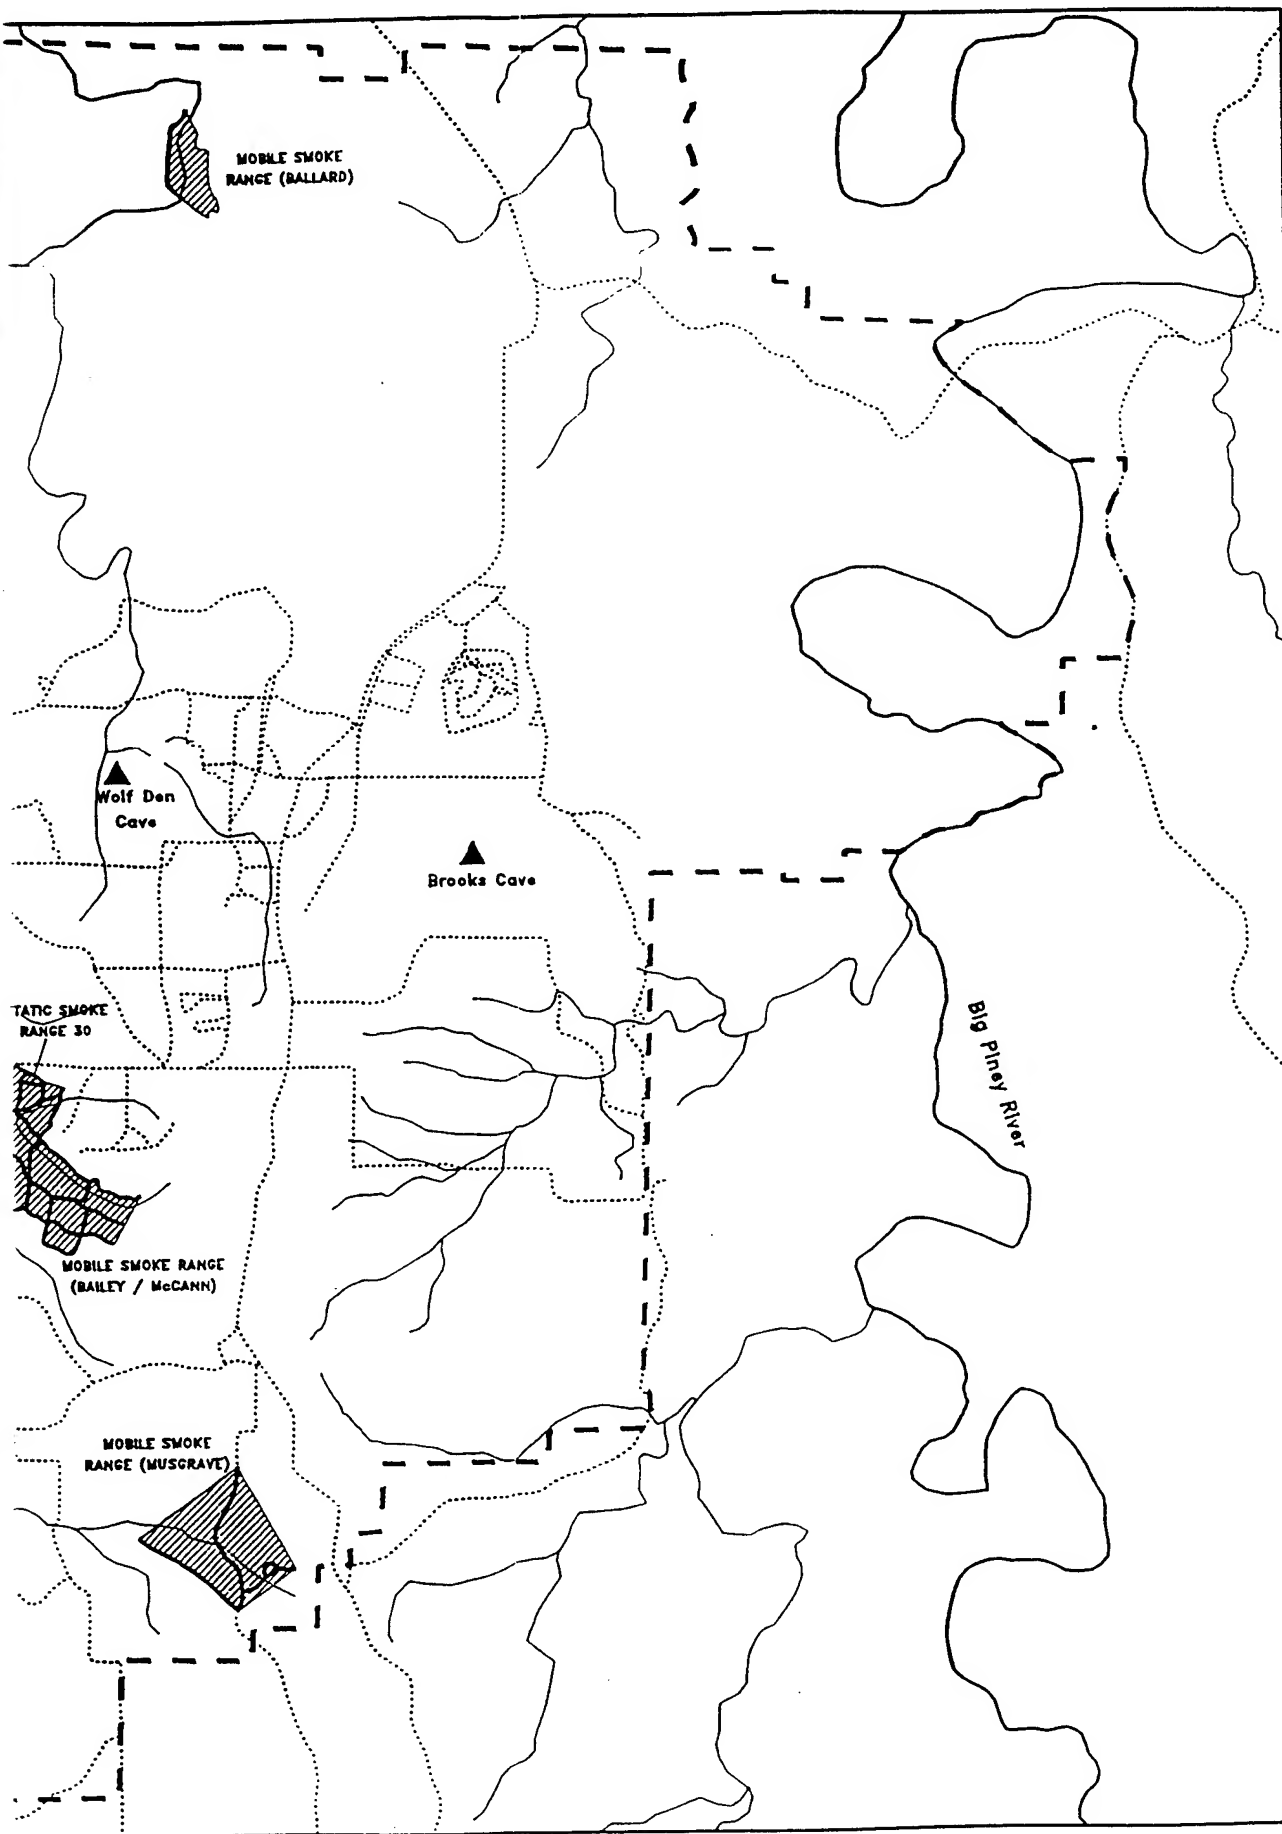 MOBILE SMOKE
RANGE (BALLARD)
Wolf Den
Cave
Brooks Cave
TATIC SMOKE
RANGE 30
Big Piney River
MOBILE SMOKE RANGE
(BAILEY / McCANN)
MOBILE SMOKE
RANGE (MUSGRAVE)